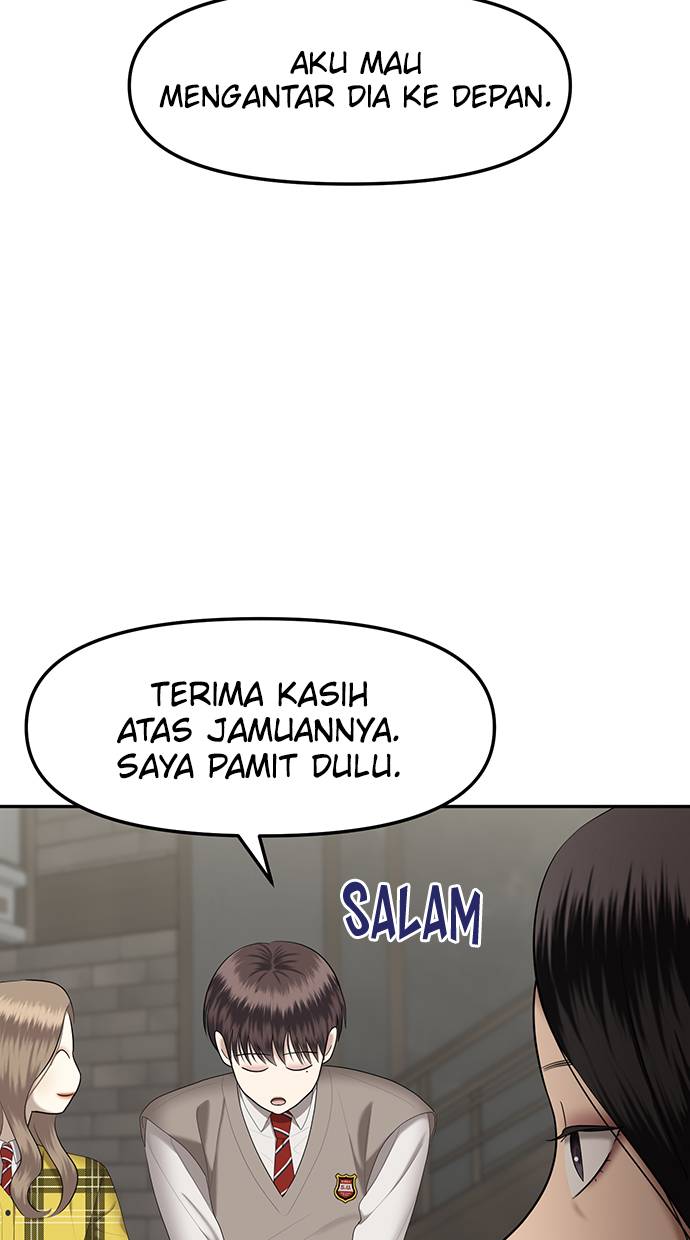 AKU MAU
MENGANTAR DIA KE DEPAN.
TERIMA KASIH
ATAS JAMUANNYA.
SAYA PAMIT DULU.
SALAM